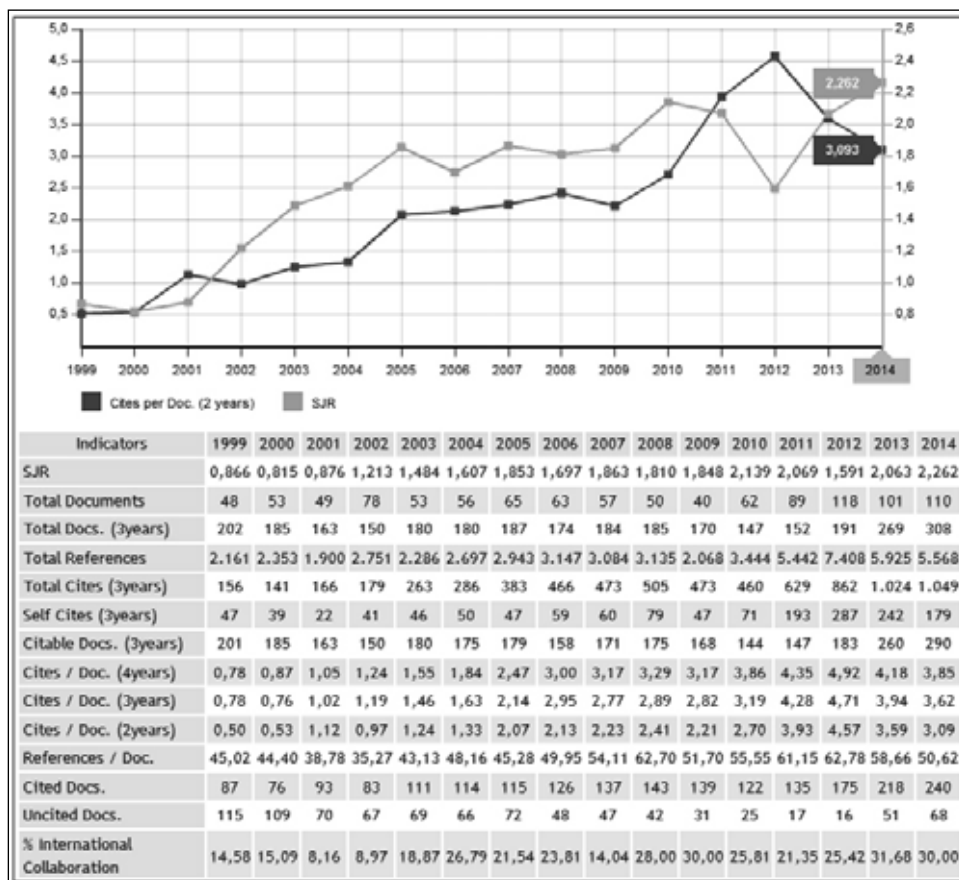 5,0 2,6
4,5 2,4
4,0 2,262 2,2
3,5 2,0
3,0 3,093 1,8
2,5 1,6
2,0 1,4
1,5 1,2
1,0 1,0
0,5 0,8
1999 2000 2001 2002 2003 2004 2005 2006 2007 2008 2009 2010 2011 2012 2013 2014
Cites per Doc. (2 years) SJR
Indicators 1999 2000 2001 2002 2003 2004 2005 2006 2007 2008 2009 2010 2011 2012 2013 2014
SJR 0,866 0,815 0,876 1,213 1,484 1,607 1,853 1,697 1,863 1,810 1,848 2,139 2,069 1,591 2,063 2,262
Total Documents 48 53 49 78 53 56 65 63 57 50 40 62 89 118 101 110
Total Docs. (3years) 202 185 163 150 180 180 187 174 184 185 170 147 152 191 269 308
Total References 2.161 2.353 1.900 2.751 2.286 2.697 2.943 3.147 3.084 3.135 2.068 3.444 5.442 7.408 5.925 5.568
Total Cites (3years) 156 141 166 179 263 286 383 466 473 505 473 460 629 862 1.024 1.049
Self Cites (3years) 47 39 22 41 46 50 47 59 60 79 47 71 193 287 242 179
Citable Docs. (3years) 201 185 163 150 180 175 179 158 171 175 168 144 147 183 260 290
Cites / Doc. (4years) 0,78 0,87 1,05 1,24 1,55 1,84 2,47 3,00 3,17 3,29 3,17 3,86 4,35 4,92 4,18 3,85
Cites / Doc. (3years) 0,78 0,76 1,02 1,19 1,46 1,63 2,14 2,95 2,77 2,89 2,82 3,19 4,28 4,71 3,94 3,62
Cites / Doc. (2years) 0,50 0,53 1,12 0,97 1,24 1,33 2,07 2,13 2,23 2,41 2,21 2,70 3,93 4,57 3,59 3,09
References / Doc. 45,02 44,40 38,78 35,27 43,13 48,16 45,28 49,95 54,11 62,70 51,70 55,55 61,15 62,78 58,66 50,62
Cited Docs. 87 76 93 83 111 114 115 126 137 143 139 122 135 175 218 240
Uncited Docs. 115 109 70 67 69 66 72 48 47 42 31 25 17 16 51 68
% International
Collaboration 14,58 15,09 8,16 8,97 18,87 26,79 21,54 23,81 14,04 28,00 30,00 25,81 21,35 25,42 31,68 30,00